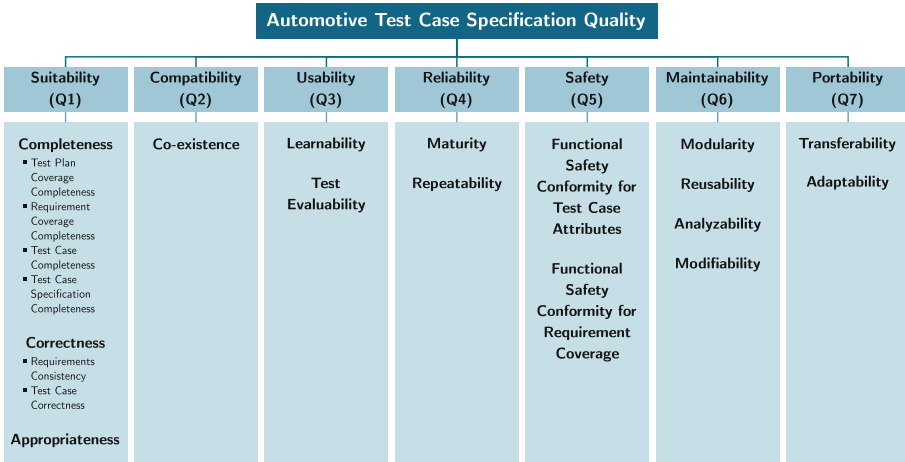 Automotive Test Case Specification Quality
Suitability
(Q1)
Compatibility
(Q2)
Usability
(Q3)
Reliability
(Q4)
Safety
(Q5)
Maintainability
(Q6)
Portability
(Q7)
Completeness
▪ Test Plan
Coverage
Completeness
▪ Requirement
Coverage
Completeness
▪ Test Case
Completeness
▪ Test Case
Specification
Completeness
Correctness
▪ Requirements
Consistency
▪ Test Case
Correctness
Appropriateness
Co-existence
Learnability
Test
Evaluability
Maturity
Repeatability
Functional
Safety
Conformity for
Test Case
Attributes
Functional
Safety
Conformity for
Requirement
Coverage
Modularity
Reusability
Analyzability
Modifiability
Transferability
Adaptability